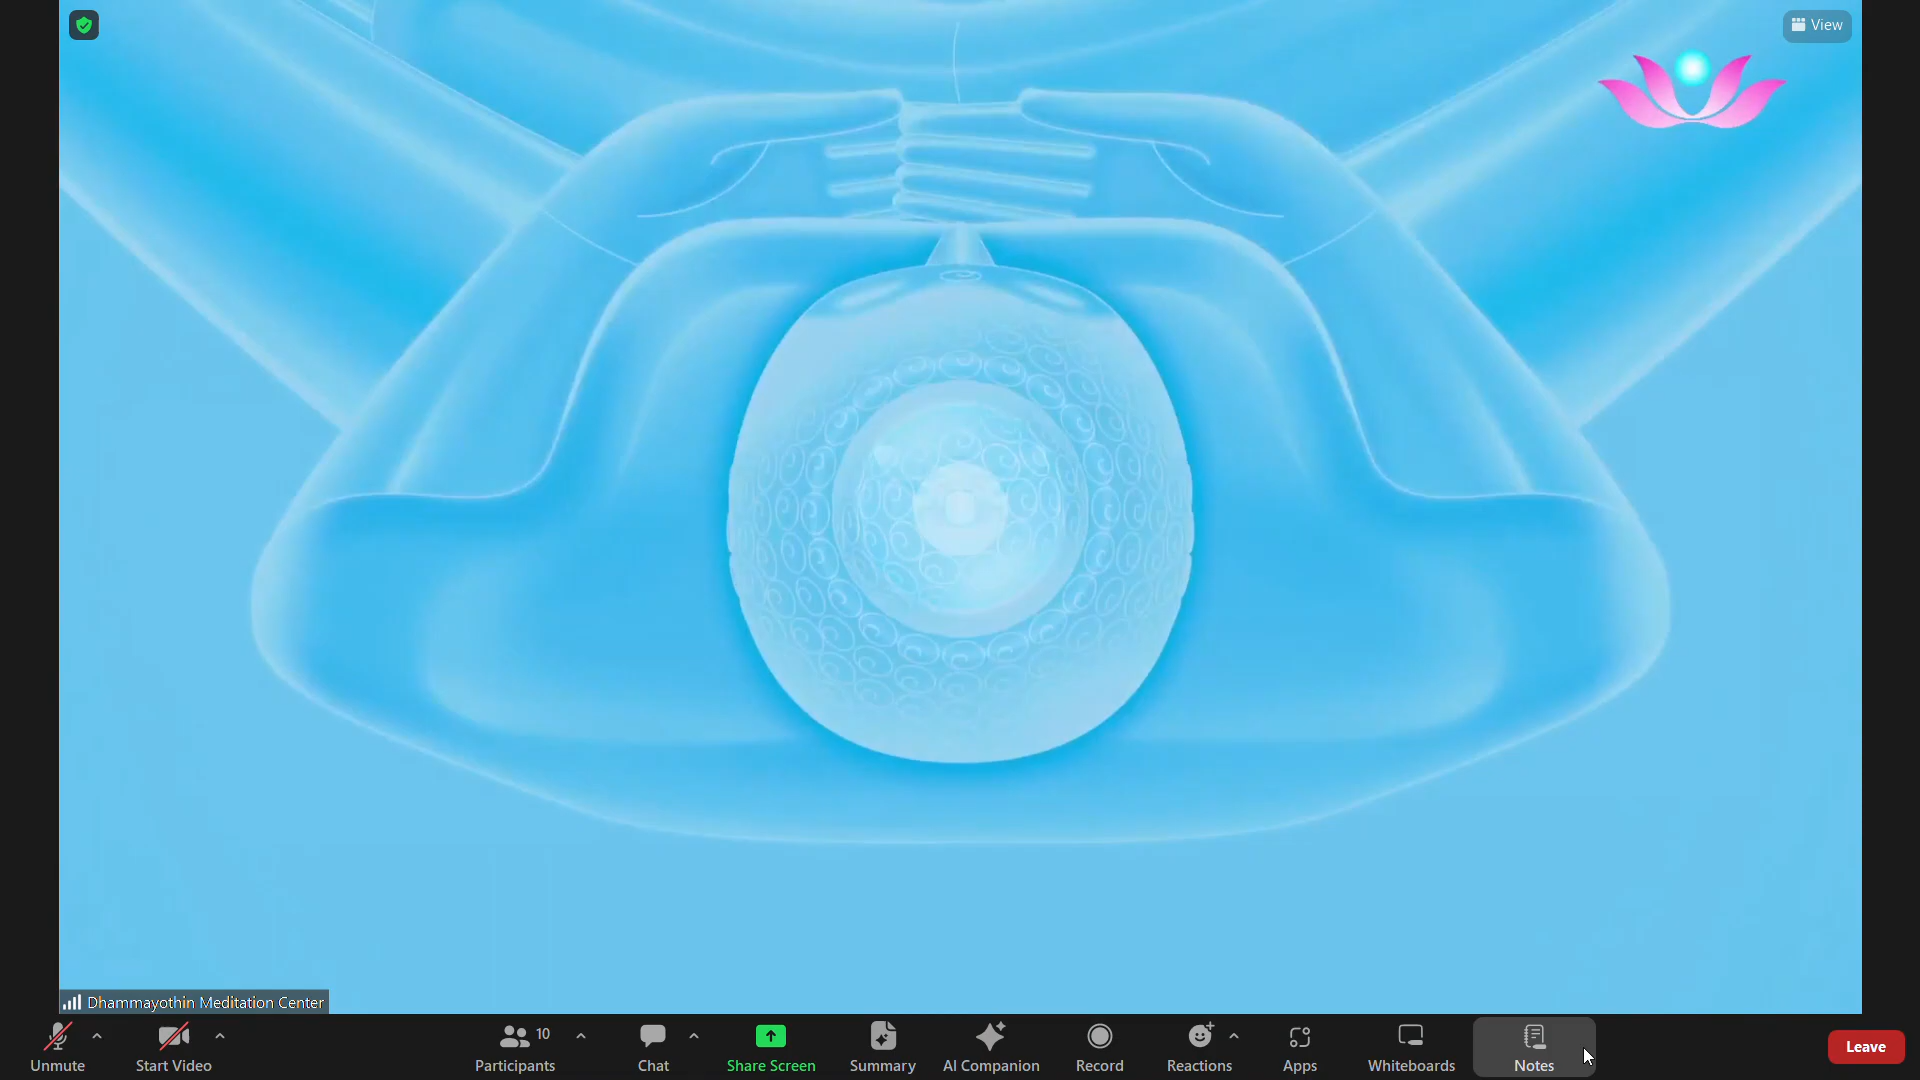 View
Dhammayothin Meditation Center
10
Unmute
Start Video
Participants
Chat
Share Screen
Summary
AI Companion
Record
Reactions
Apps
Whiteboards
Notes
Leave